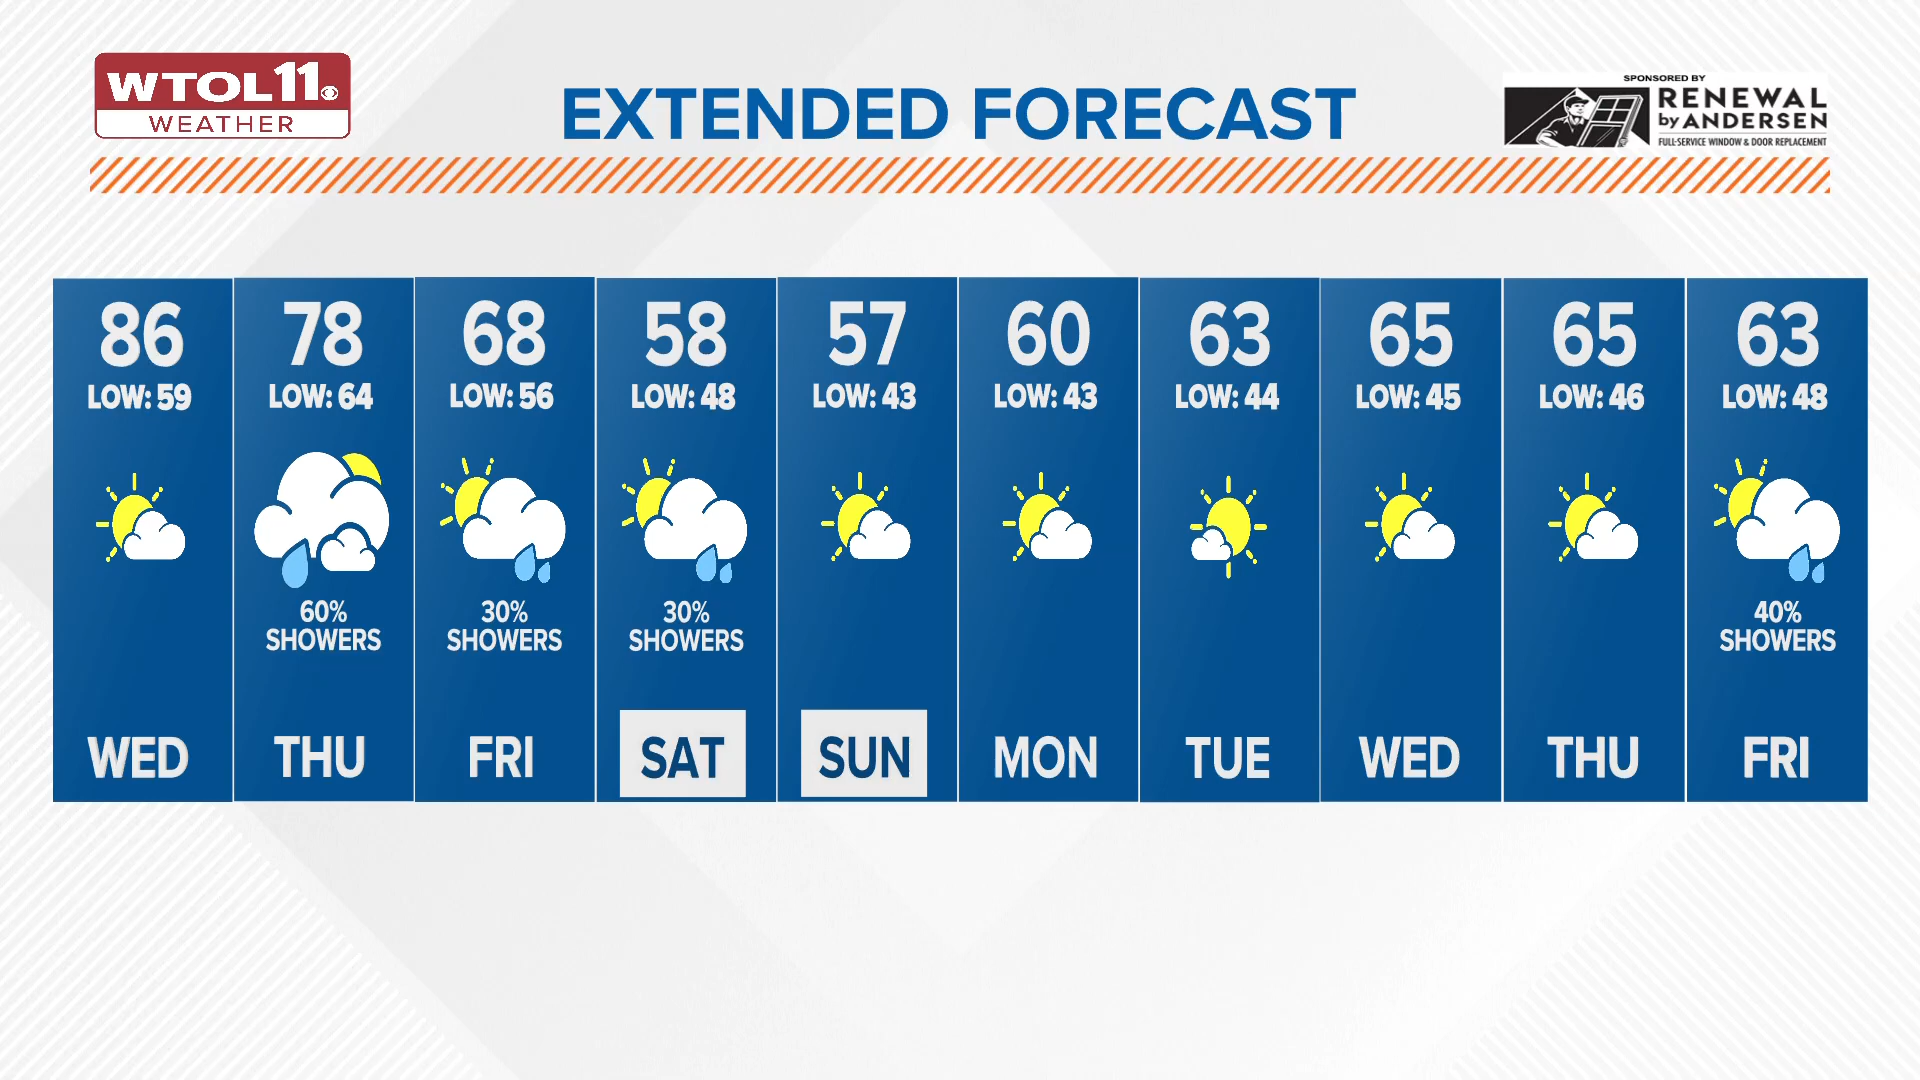 WTOL 11
WEATHER
EXTENDED FORECAST
SPONSORED BY
RENEWAL
by ANDERSEN
FULL-SERVICE WINDOW & DOOR REPLACEMENT
86
LOW: 59
WED
78
LOW: 64
60%
SHOWERS
THU
68
LOW: 56
30%
SHOWERS
FRI
58
LOW: 48
30%
SHOWERS
SAT
57
LOW: 43
SUN
60
LOW: 43
MON
63
LOW: 44
TUE
65
LOW: 45
WED
65
LOW: 46
THU
63
LOW: 48
40%
SHOWERS
FRI